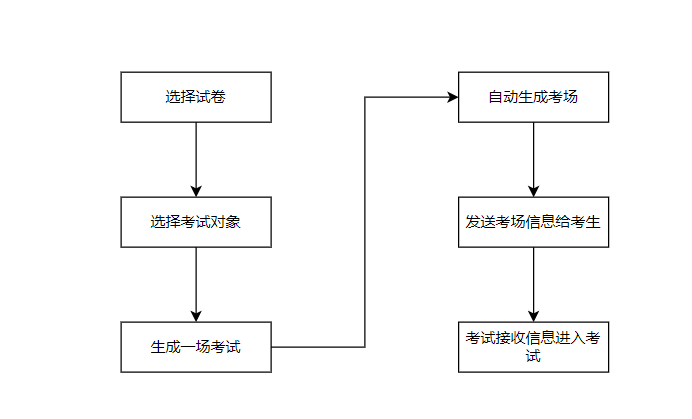 选择试卷
选择考试对象
生成一场考试
自动生成考场
发送考场信息给考生
考试接收信息进入考
试